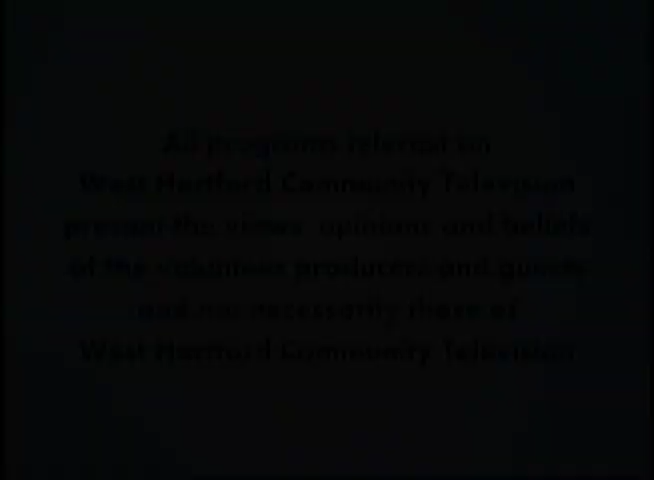 All programs telecast on
West Hartford Community Television
present the views, opinions and beliefs
of the volunteer producers and guests
and not necessarily those of
West Hartford Community Television